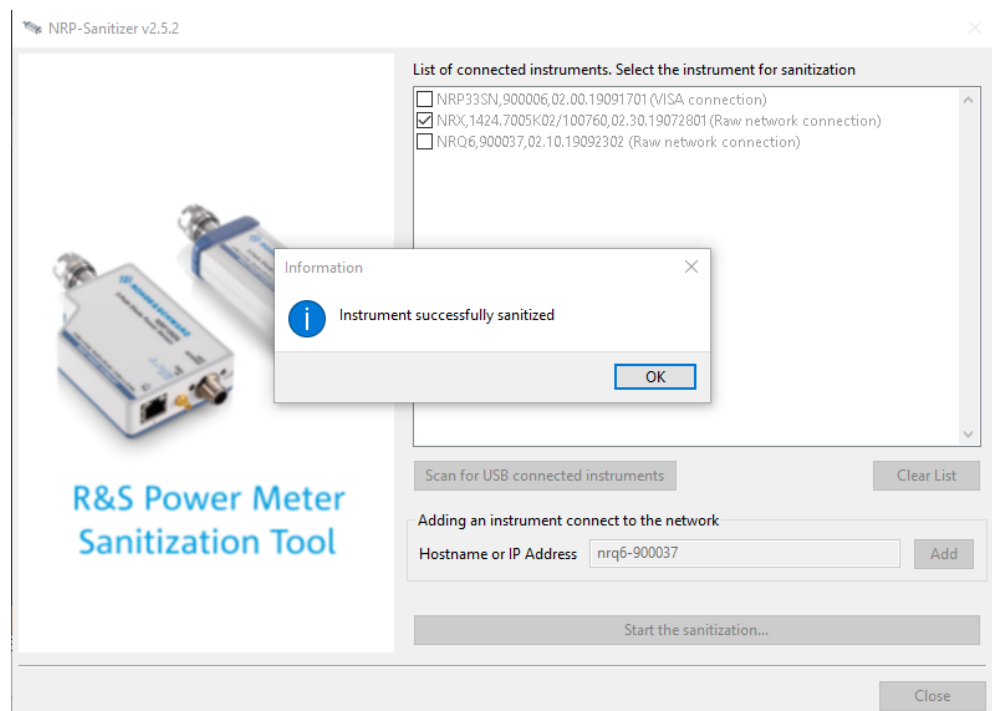 NRP-Sanitizer v2.5.2
List of connected instruments. Select the instrument for sanitization
NRP33SN,900006,02.00.19091701 (VISA connection)
NRX,1424.7005K02/100760,02.30.19072801 (Raw network connection)
NRQ6,900037,02.10.19092302 (Raw network connection)
Information
Instrument successfully sanitized
OK
Scan for USB connected instruments
Clear List
R&S Power Meter
Sanitization Tool
Adding an instrument connect to the network
Hostname or IP Address
nrq6-900037
Add
Start the sanitization...
Close